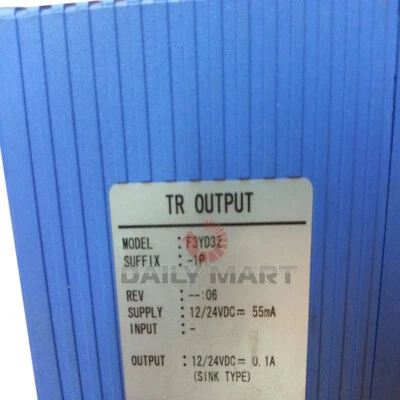 TR OUTPUT
MODEL : F3YD32
SUFFIX : -1P
DAILY MART
REV : --:06
SUPPLY : 12/24VDC⎓ 55mA
INPUT : -
OUTPUT : 12/24VDC⎓ 0.1A
(SINK TYPE)